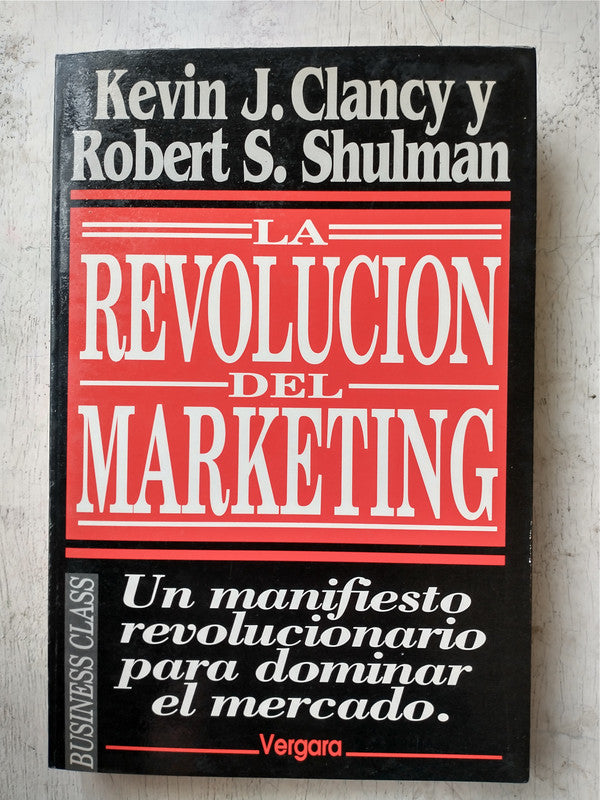 Kevin J. Clancy y
Robert S. Shulman
LA
REVOLUCION
DEL
MARKETING
BUSINESS CLASS
Un manifiesto
revolucionario
para dominar
el mercado.
Vergara